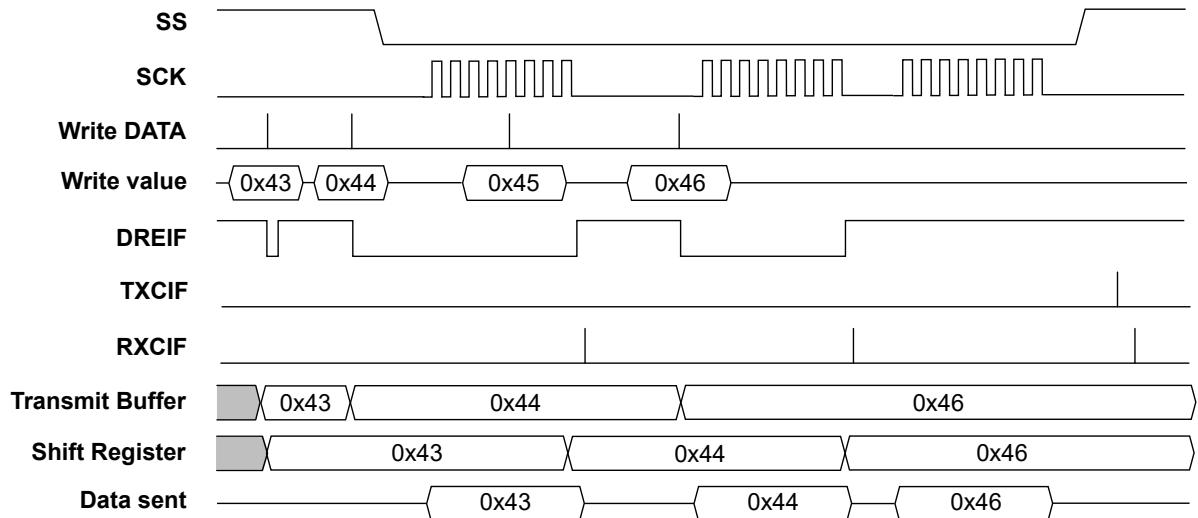 SS
SCK
Write DATA
Write value 0x43 0x44 0x45 0x46
DREIF
TXCIF
RXCIF
Transmit Buffer 0x43 0x44 0x46
Shift Register 0x43 0x44 0x46
Data sent 0x43 0x44 0x46